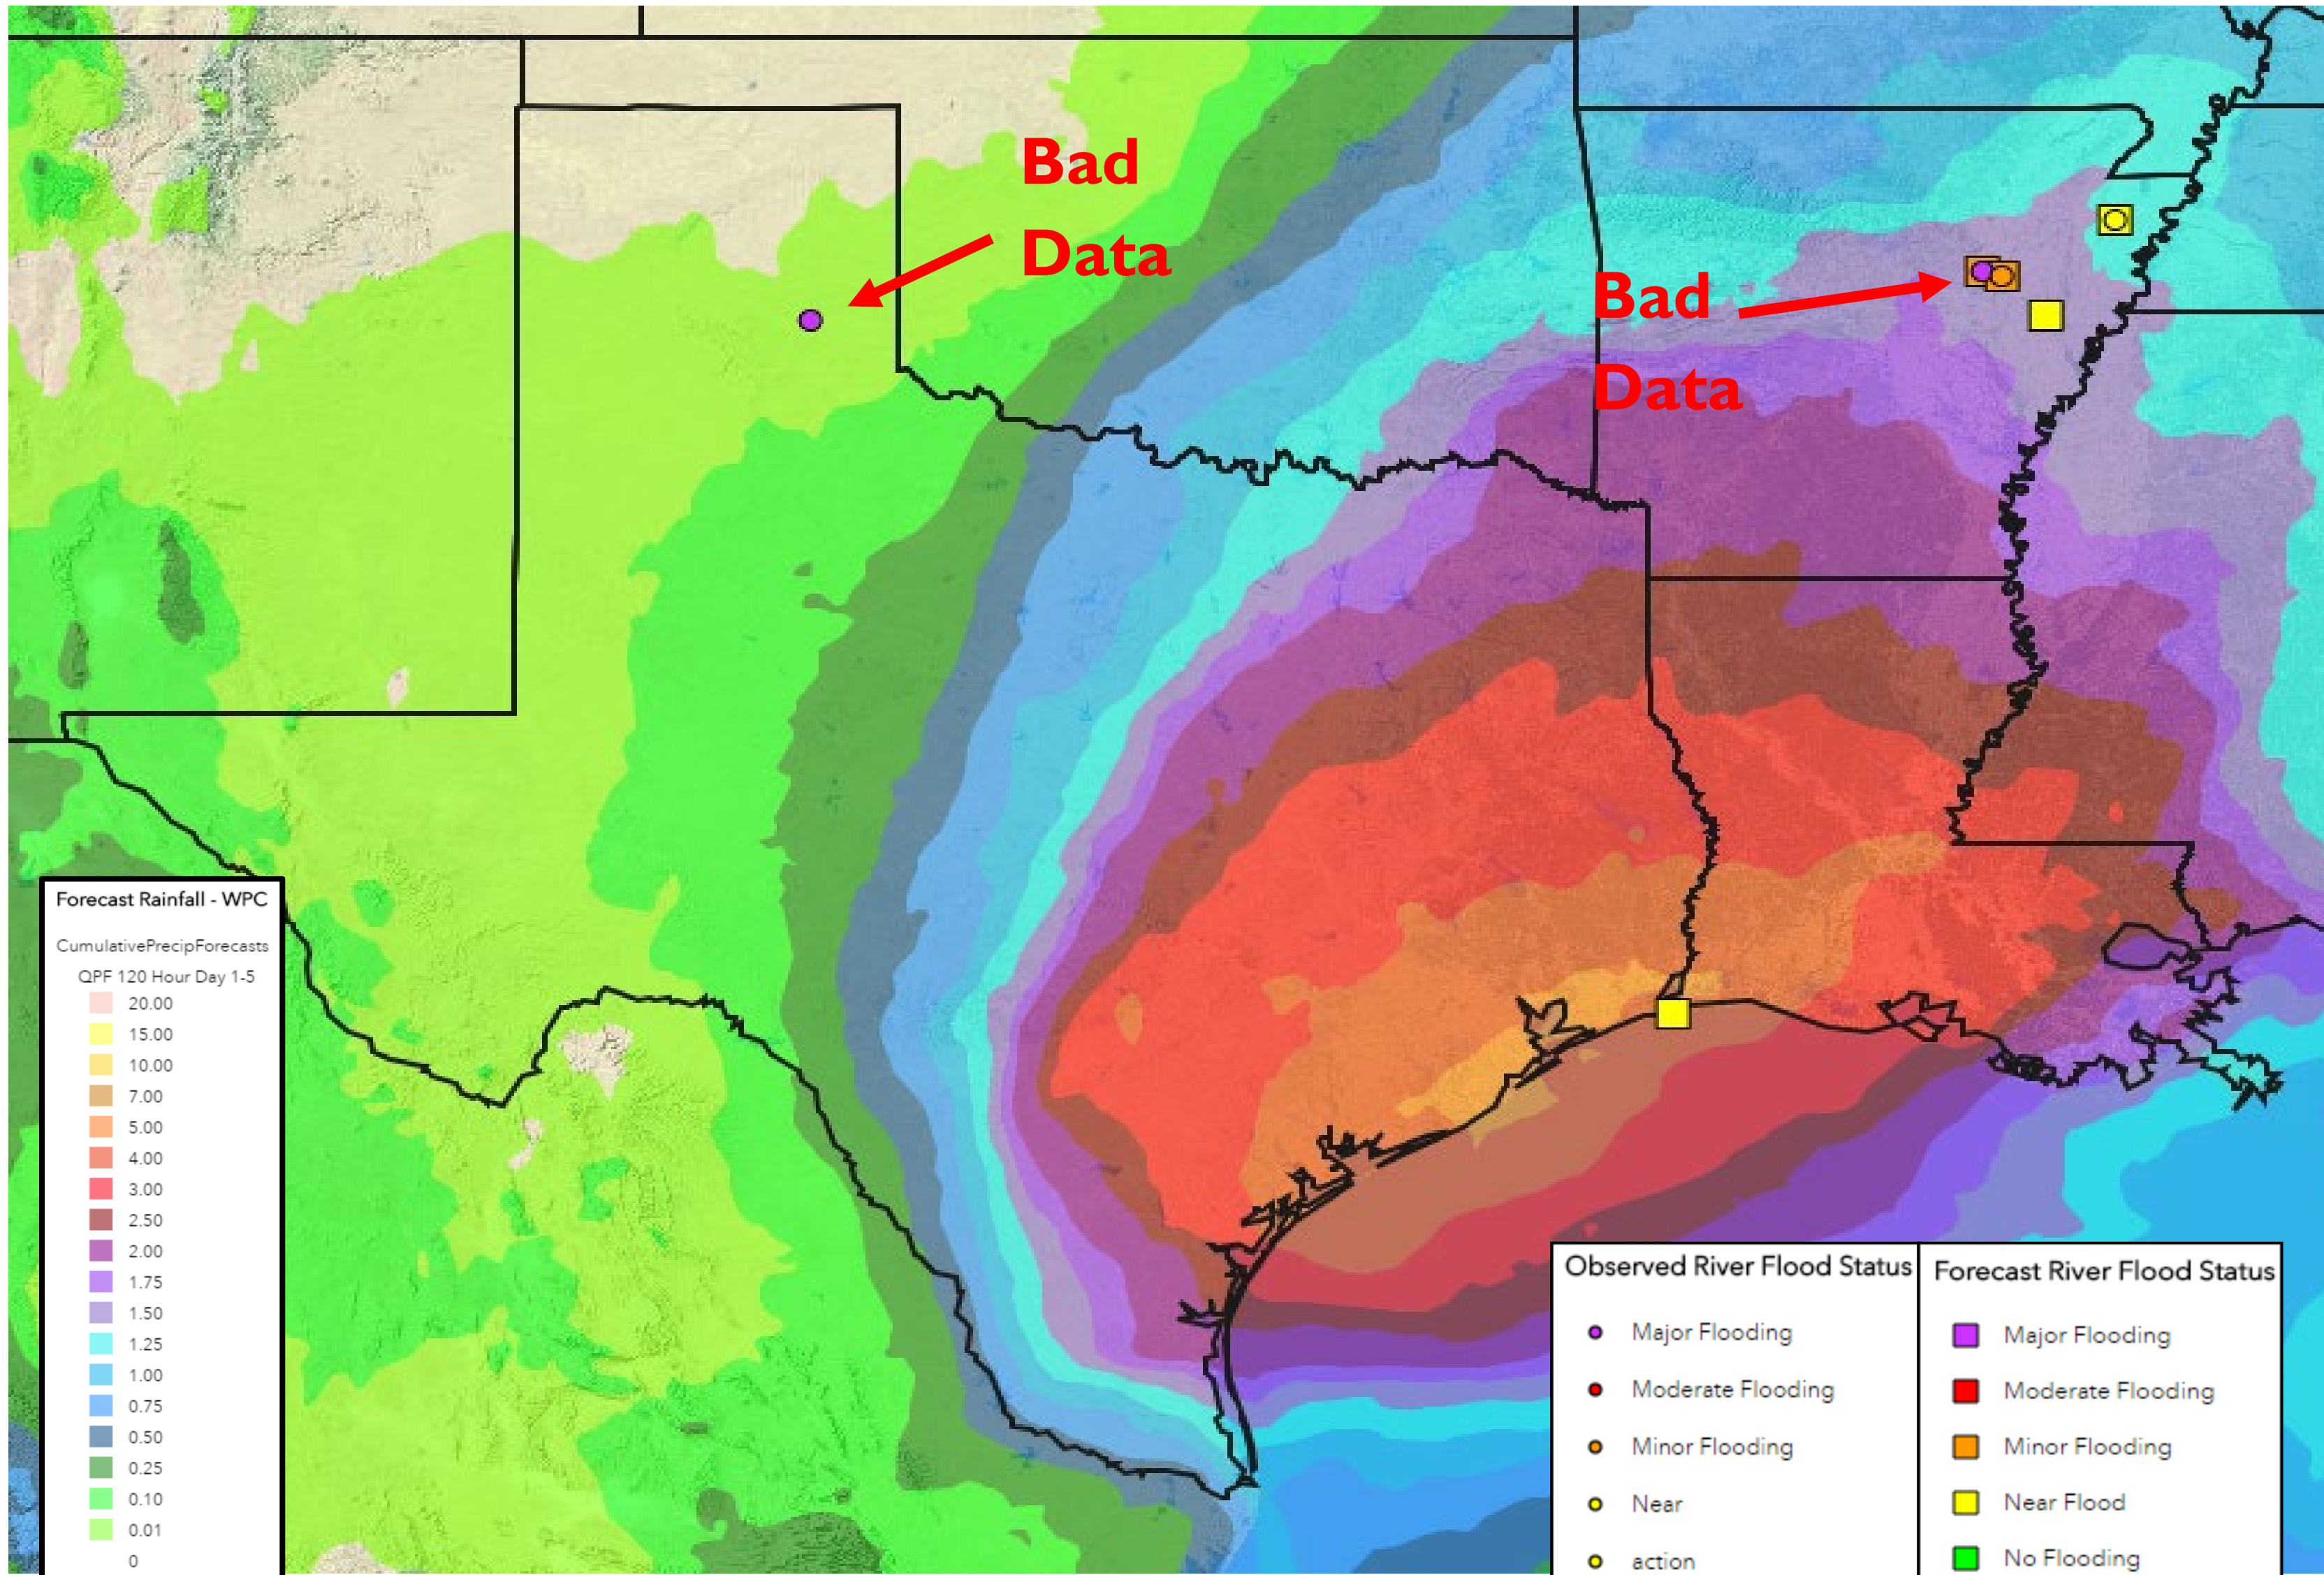 Bad
Data
Bad
Data
Forecast Rainfall - WPC
CumulativePrecipForecasts
QPF 120 Hour Day 1-5
20.00
15.00
10.00
7.00
5.00
4.00
3.00
2.50
2.00
1.75
1.50
1.25
1.00
0.75
0.50
0.25
0.10
0.01
0
Observed River Flood Status
Major Flooding
Moderate Flooding
Minor Flooding
Near
action
Forecast River Flood Status
Major Flooding
Moderate Flooding
Minor Flooding
Near Flood
No Flooding